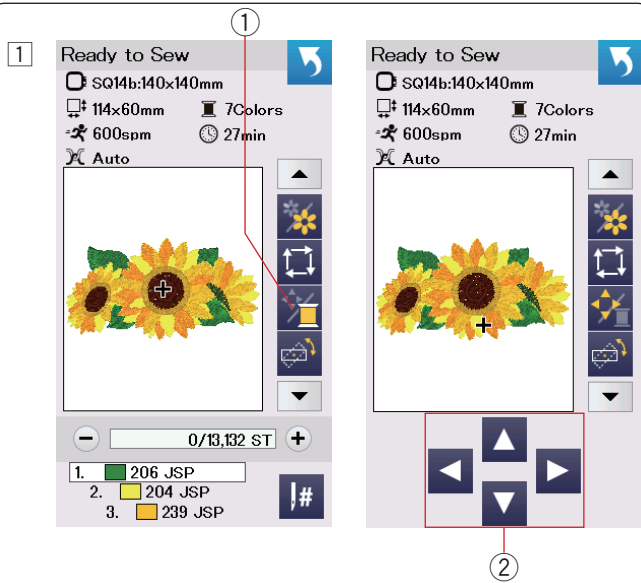 ①
1
Ready to Sew
SQ14b:140x140mm
114x60mm 7Colors
600spm 27min
Auto
0/13,132 ST
1. 206 JSP
2. 204 JSP
3. 239 JSP
#
Ready to Sew
SQ14b:140x140mm
114x60mm 7Colors
600spm 27min
Auto
②